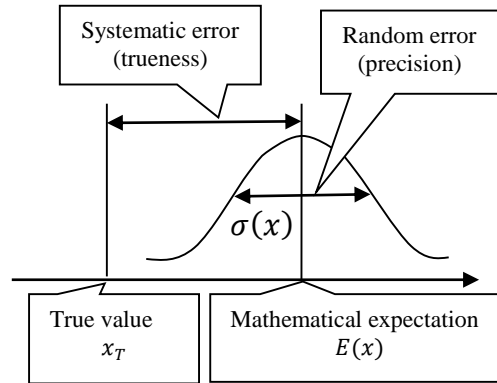 Systematic error
(trueness)
Random error
(precision)
σ(x)
True value
x_T
Mathematical expectation
E(x)